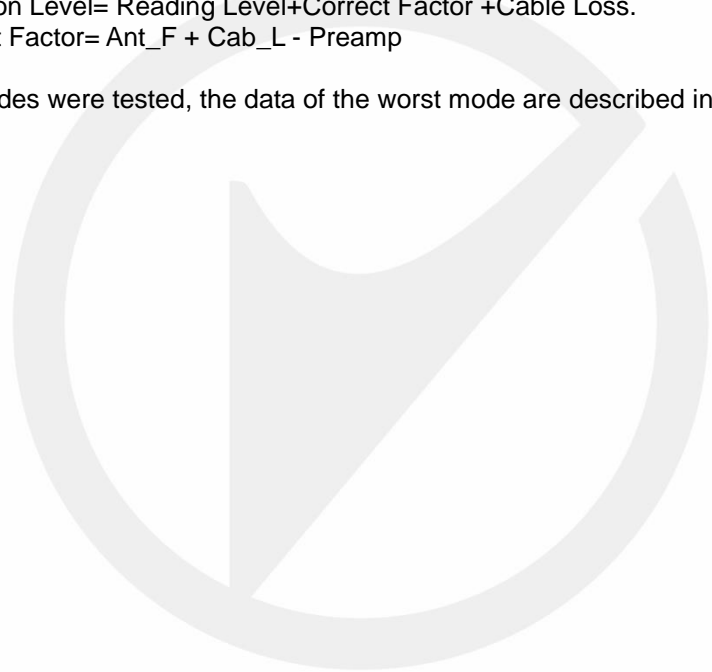 on Level= Reading Level+Correct Factor +Cable Loss.
Factor= Ant_F + Cab_L - Preamp
des were tested, the data of the worst mode are described in